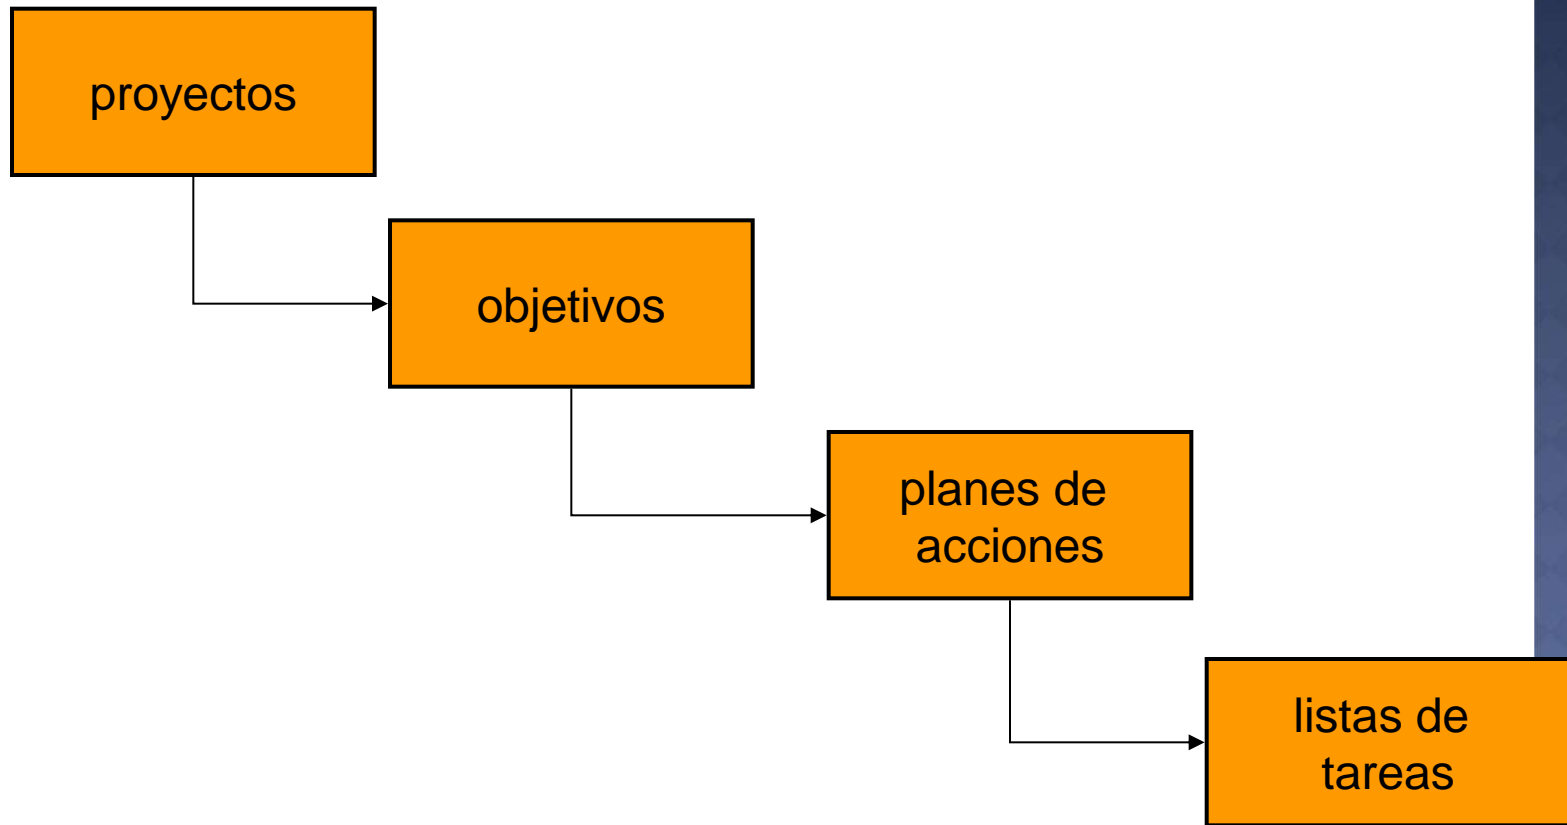 proyectos
objetivos
planes de
acciones
listas de
tareas